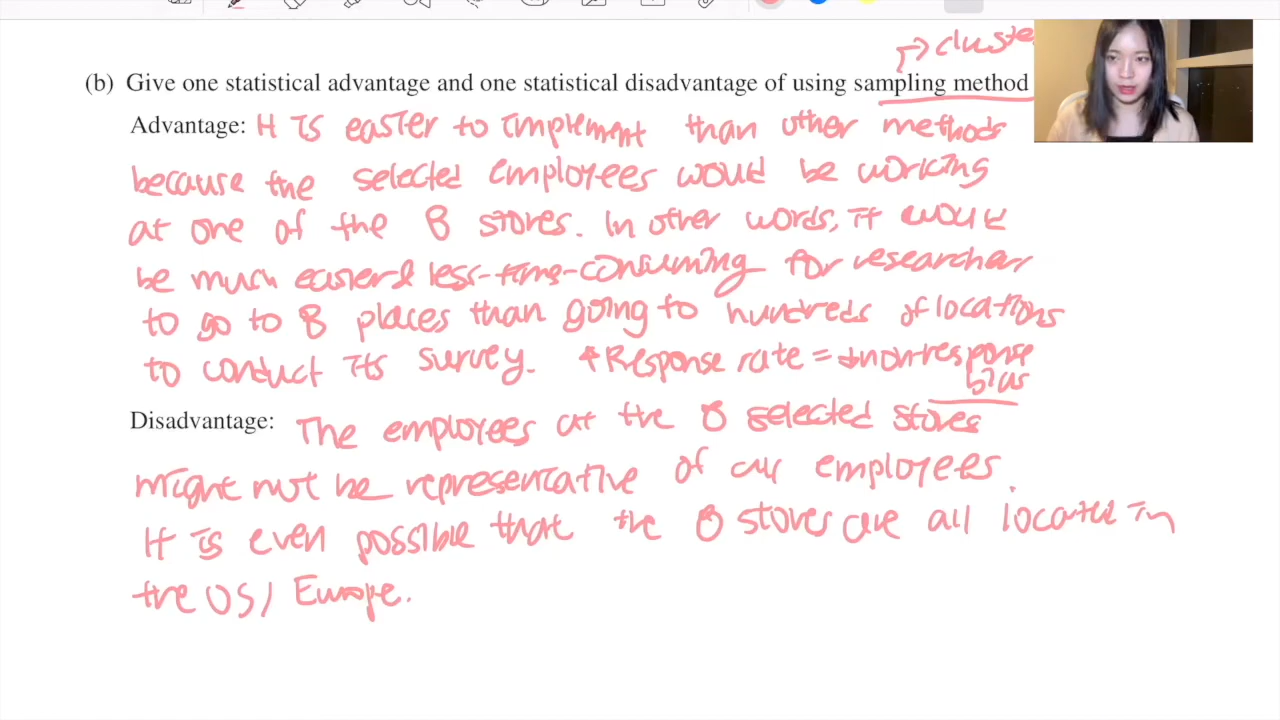 cluste
(b) Give one statistical advantage and one statistical disadvantage of using sampling method
Advantage: It is easier to implement than other methods
because the selected employees would be working
at one of the 8 stores. In other words, it would
be much easier & less-time-consuming for researchers
to go to 8 places than going to hundreds of locations
to conduct its survey. *Response rate = nonresponse
bias
Disadvantage: The employees at the 8 selected stores
might not be representative of all employees.
It is even possible that the 8 stores are all located in
the US/ Europe.